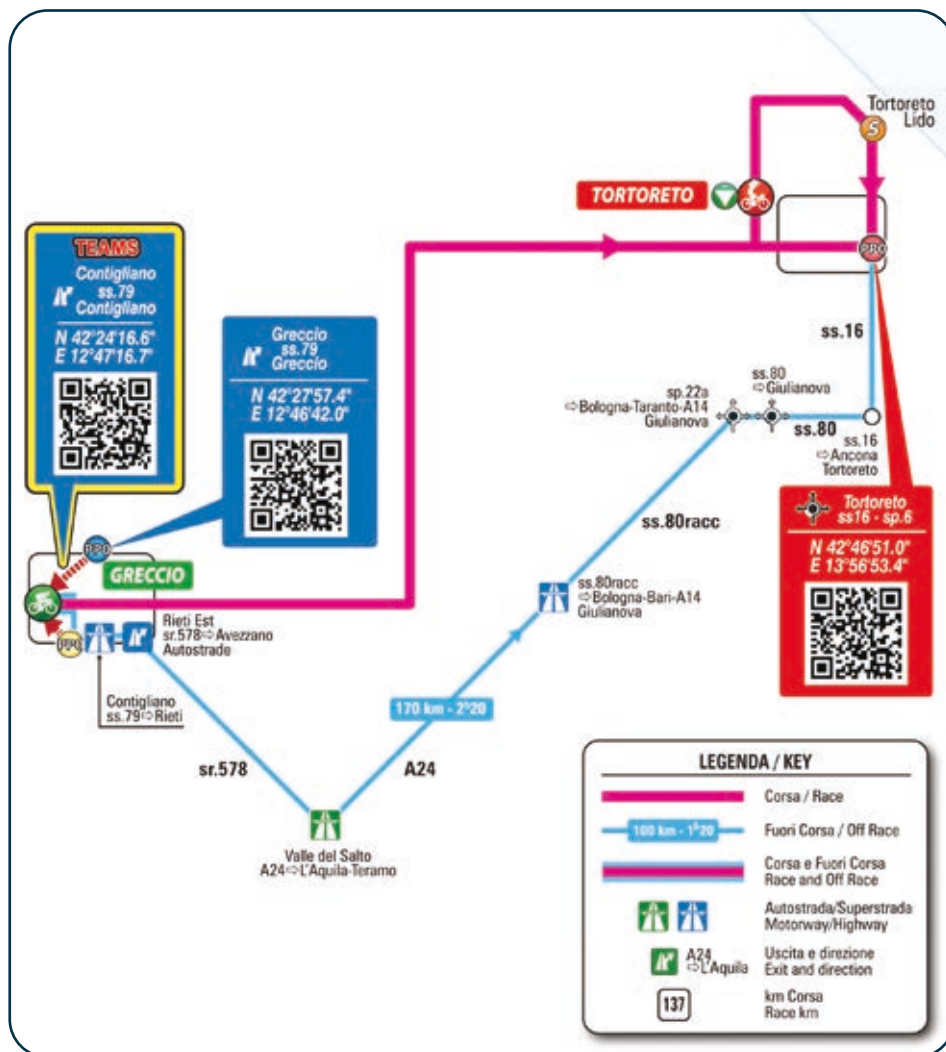 Tortoreto
Lido
S
TORTORETO
PPO
TEAMS
Contigliano
ss.79
Contigliano
N 42°24'16.6"
E 12°47'16.7"
Greccio
ss.79
Greccio
N 42°27'57.4"
E 12°46'42.0"
ss.16
ss.80
⇨Giulianova
sp.22a
⇨Bologna-Taranto-A14
Giulianova
ss.80
ss.16
⇨Ancona
Tortoreto
ss.80racc
Tortoreto
ss16 - sp.6
N 42°46'51.0"
E 13°56'53.4"
PPO
GRECCIO
ss.80racc
⇨Bologna-Bari-A14
Giulianova
Rieti Est
sr.578⇨Avezzano
Autostrade
PPO
Contigliano
ss.79⇨Rieti
170 km - 2h20
sr.578
A24
Valle del Salto
A24⇨L'Aquila-Teramo
LEGENDA / KEY
Corsa / Race
100 km - 1h20
Fuori Corsa / Off Race
Corsa e Fuori Corsa
Race and Off Race
Autostrada/Superstrada
Motorway/Highway
A24
⇨L'Aquila
Uscita e direzione
Exit and direction
137
km Corsa
Race km